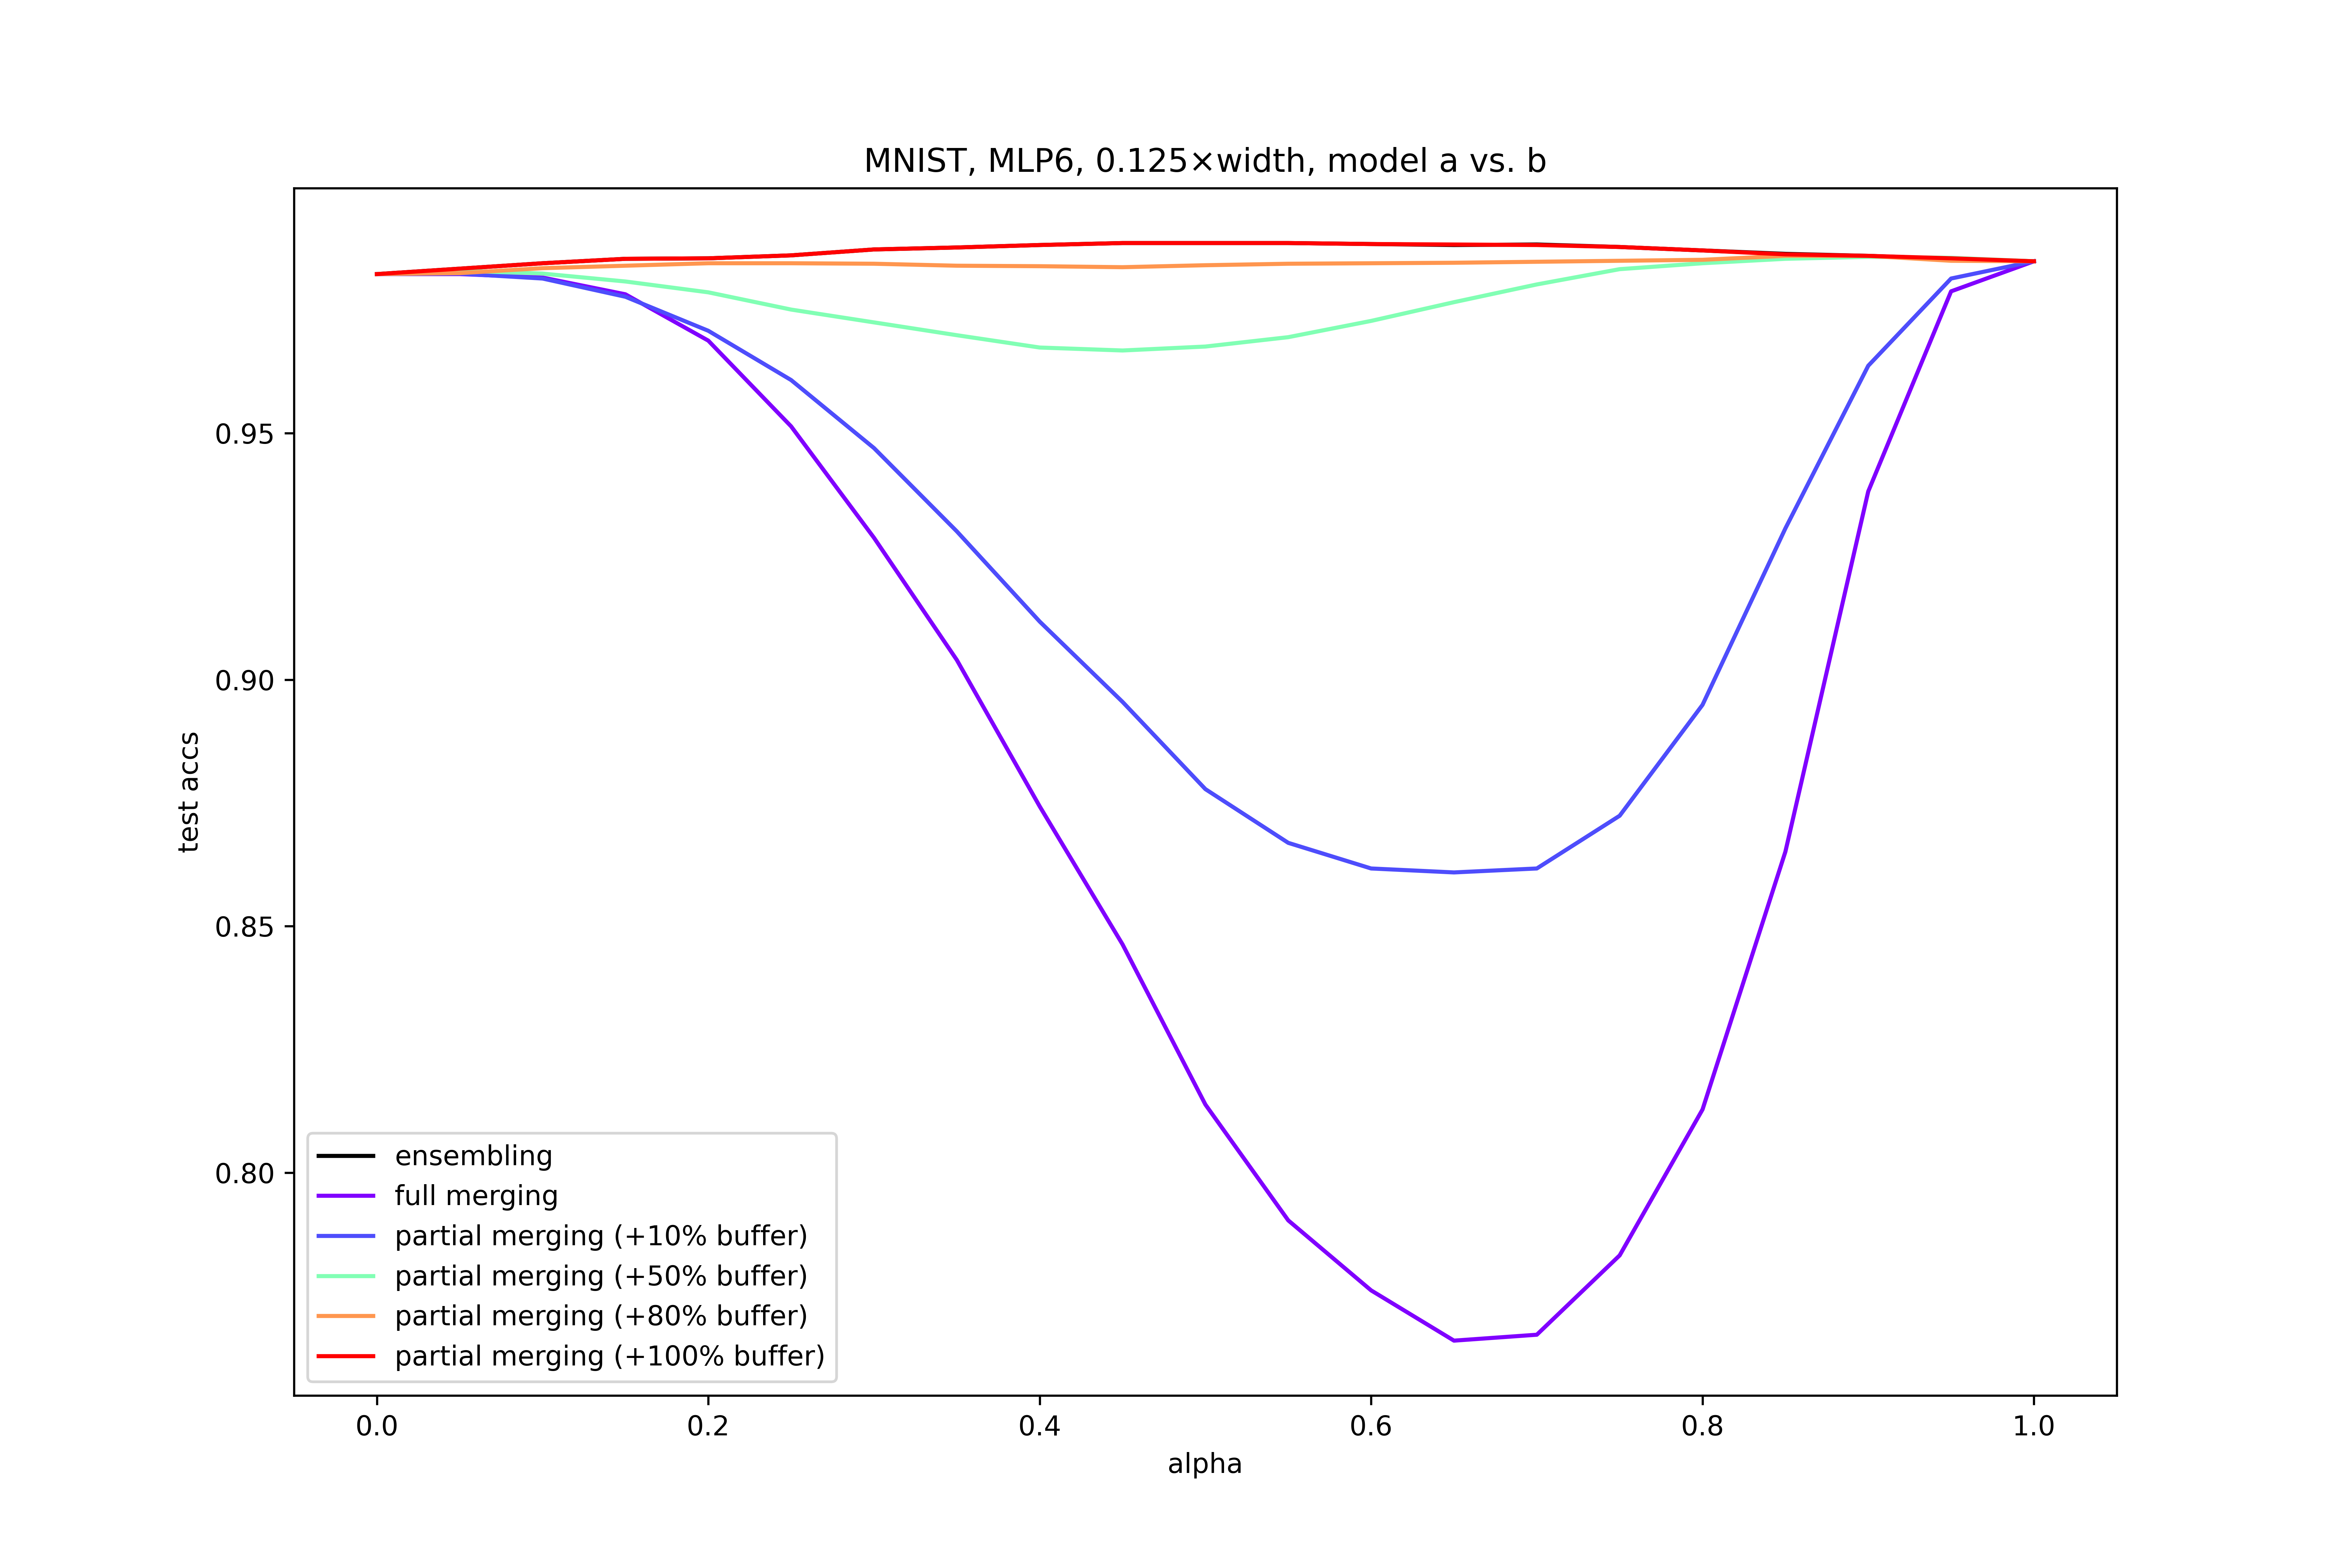 MNIST, MLP6, 0.125×width, model a vs. b
test accs
0.95
0.90
0.85
0.80
ensembling
full merging
partial merging (+10% buffer)
partial merging (+50% buffer)
partial merging (+80% buffer)
partial merging (+100% buffer)
0.0 0.2 0.4 0.6 0.8 1.0
alpha